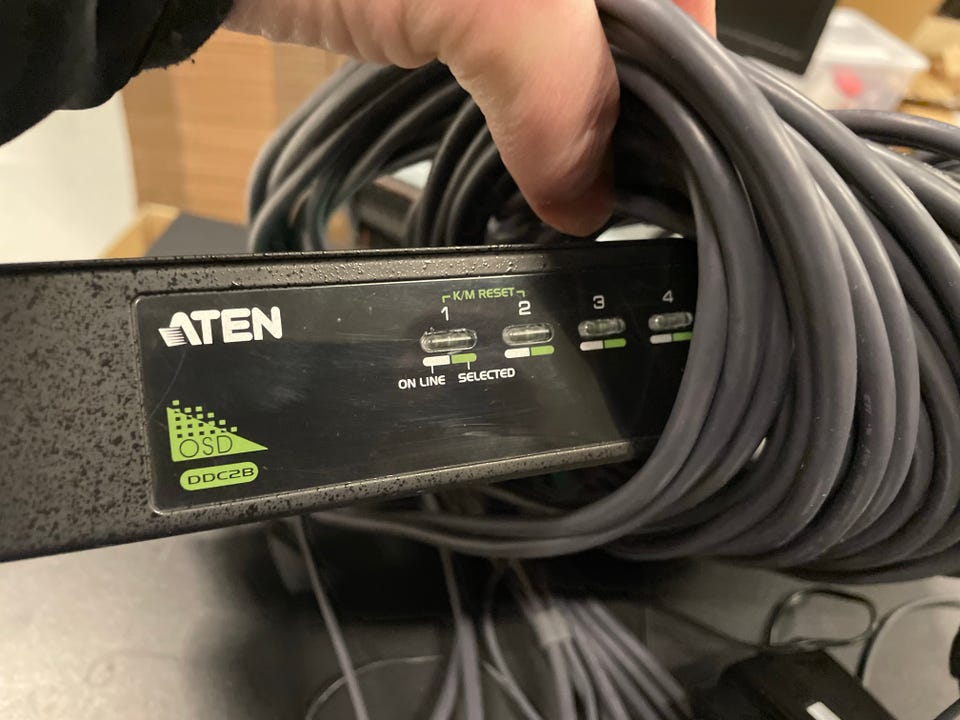 ATEN
K/M RESET
1 2 3 4
ON LINE SELECTED
OSD
DDC2B